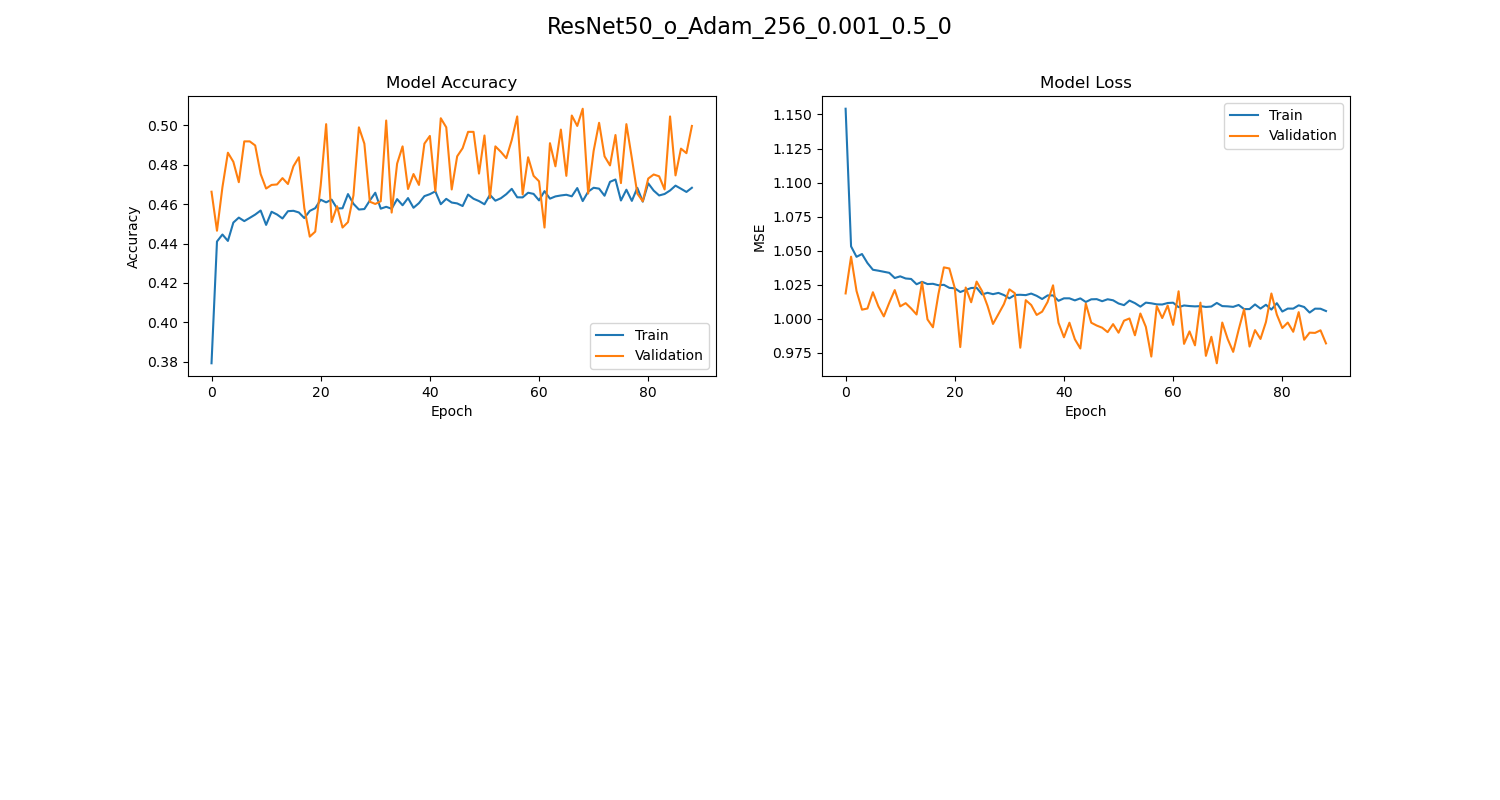 ResNet50_o_Adam_256_0.001_0.5_0
Model Accuracy
Accuracy
0.50
0.48
0.46
0.44
0.42
0.40
0.38
0
20
40
60
80
Epoch
Train
Validation
Model Loss
MSE
1.150
1.125
1.100
1.075
1.050
1.025
1.000
0.975
0
20
40
60
80
Epoch
Train
Validation